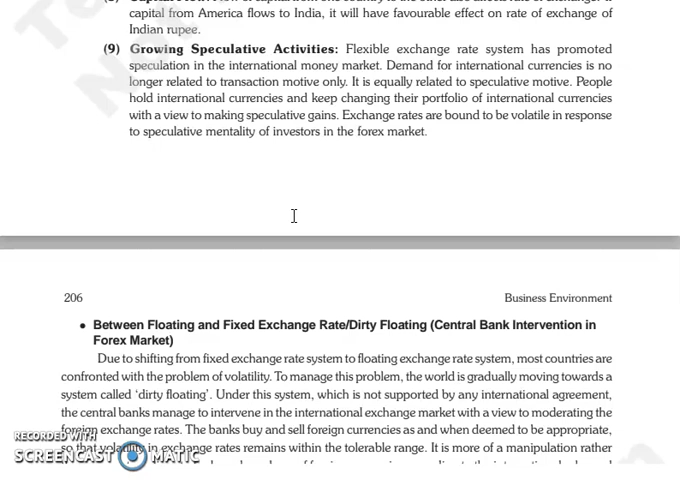 capital from America flows to India, it will have favourable effect on rate of exchange of
Indian rupee.
(9) Growing Speculative Activities: Flexible exchange rate system has promoted
speculation in the international money market. Demand for international currencies is no
longer related to transaction motive only. It is equally related to speculative motive. People
hold international currencies and keep changing their portfolio of international currencies
with a view to making speculative gains. Exchange rates are bound to be volatile in response
to speculative mentality of investors in the forex market.
206 Business Environment
• Between Floating and Fixed Exchange Rate/Dirty Floating (Central Bank Intervention in
Forex Market)
Due to shifting from fixed exchange rate system to floating exchange rate system, most countries are
confronted with the problem of volatility. To manage this problem, the world is gradually moving towards a
system called 'dirty floating'. Under this system, which is not supported by any international agreement,
the central banks manage to intervene in the international exchange market with a view to moderating the
foreign exchange rates. The banks buy and sell foreign currencies as and when deemed to be appropriate,
so that volatility in exchange rates remains within the tolerable range. It is more of a manipulation rather
RECORDED WITH
SCREENCAST MATIC